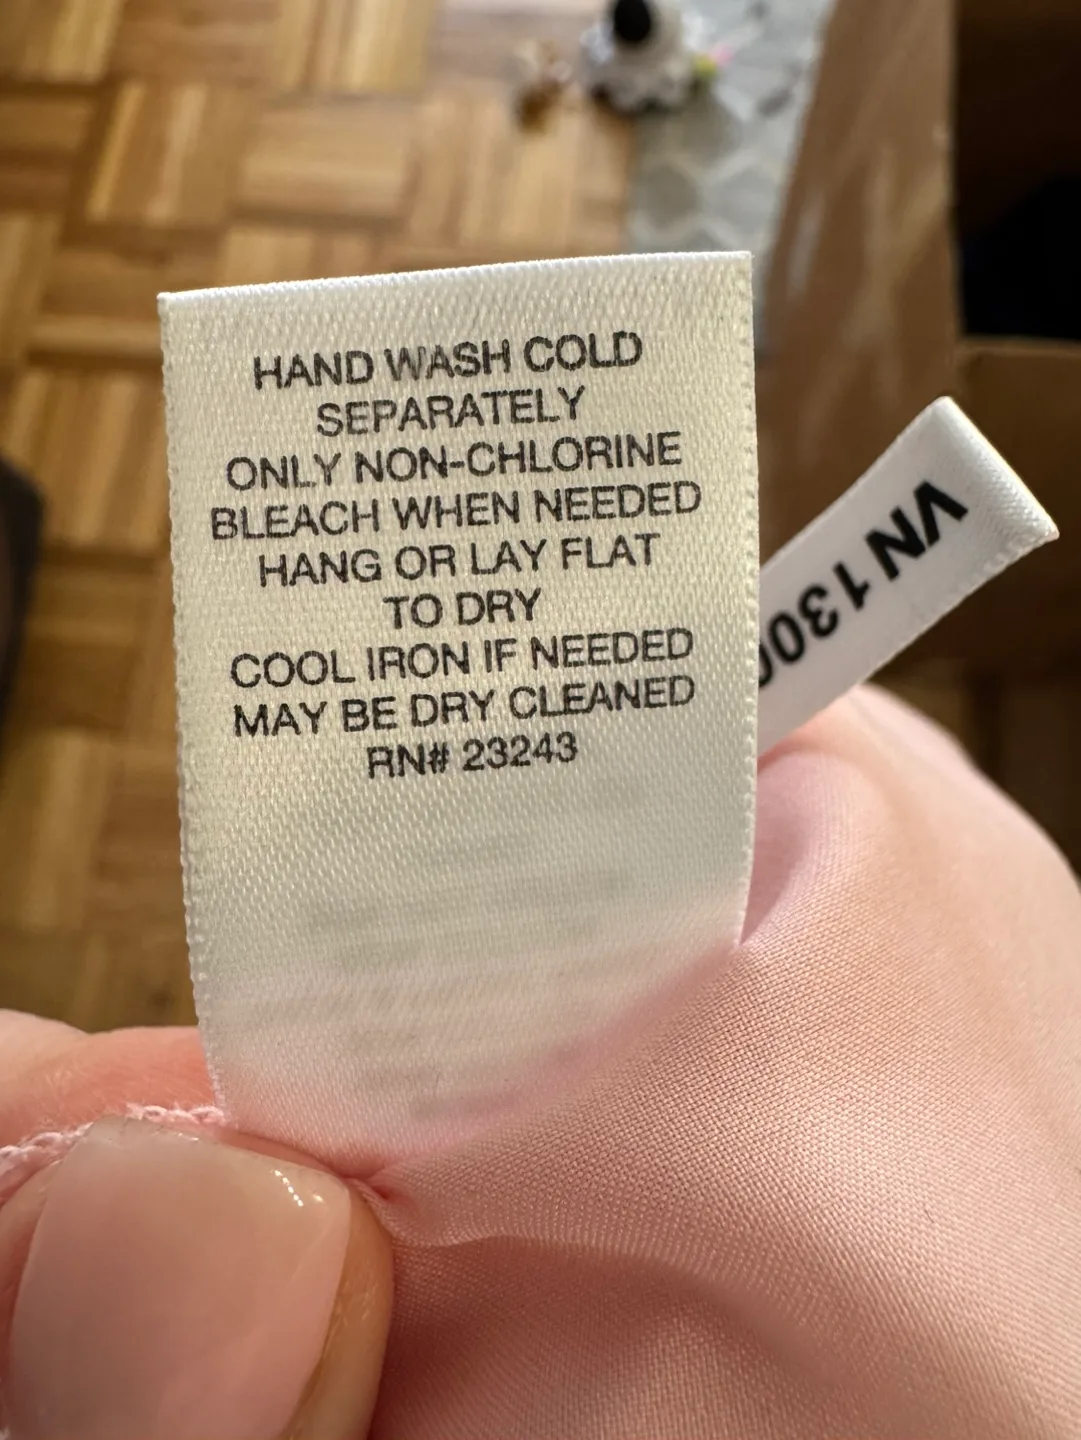 HAND WASH COLD
SEPARATELY
ONLY NON-CHLORINE
BLEACH WHEN NEEDED
HANG OR LAY FLAT
TO DRY
COOL IRON IF NEEDED
MAY BE DRY CLEANED
RN# 23243
VN 130